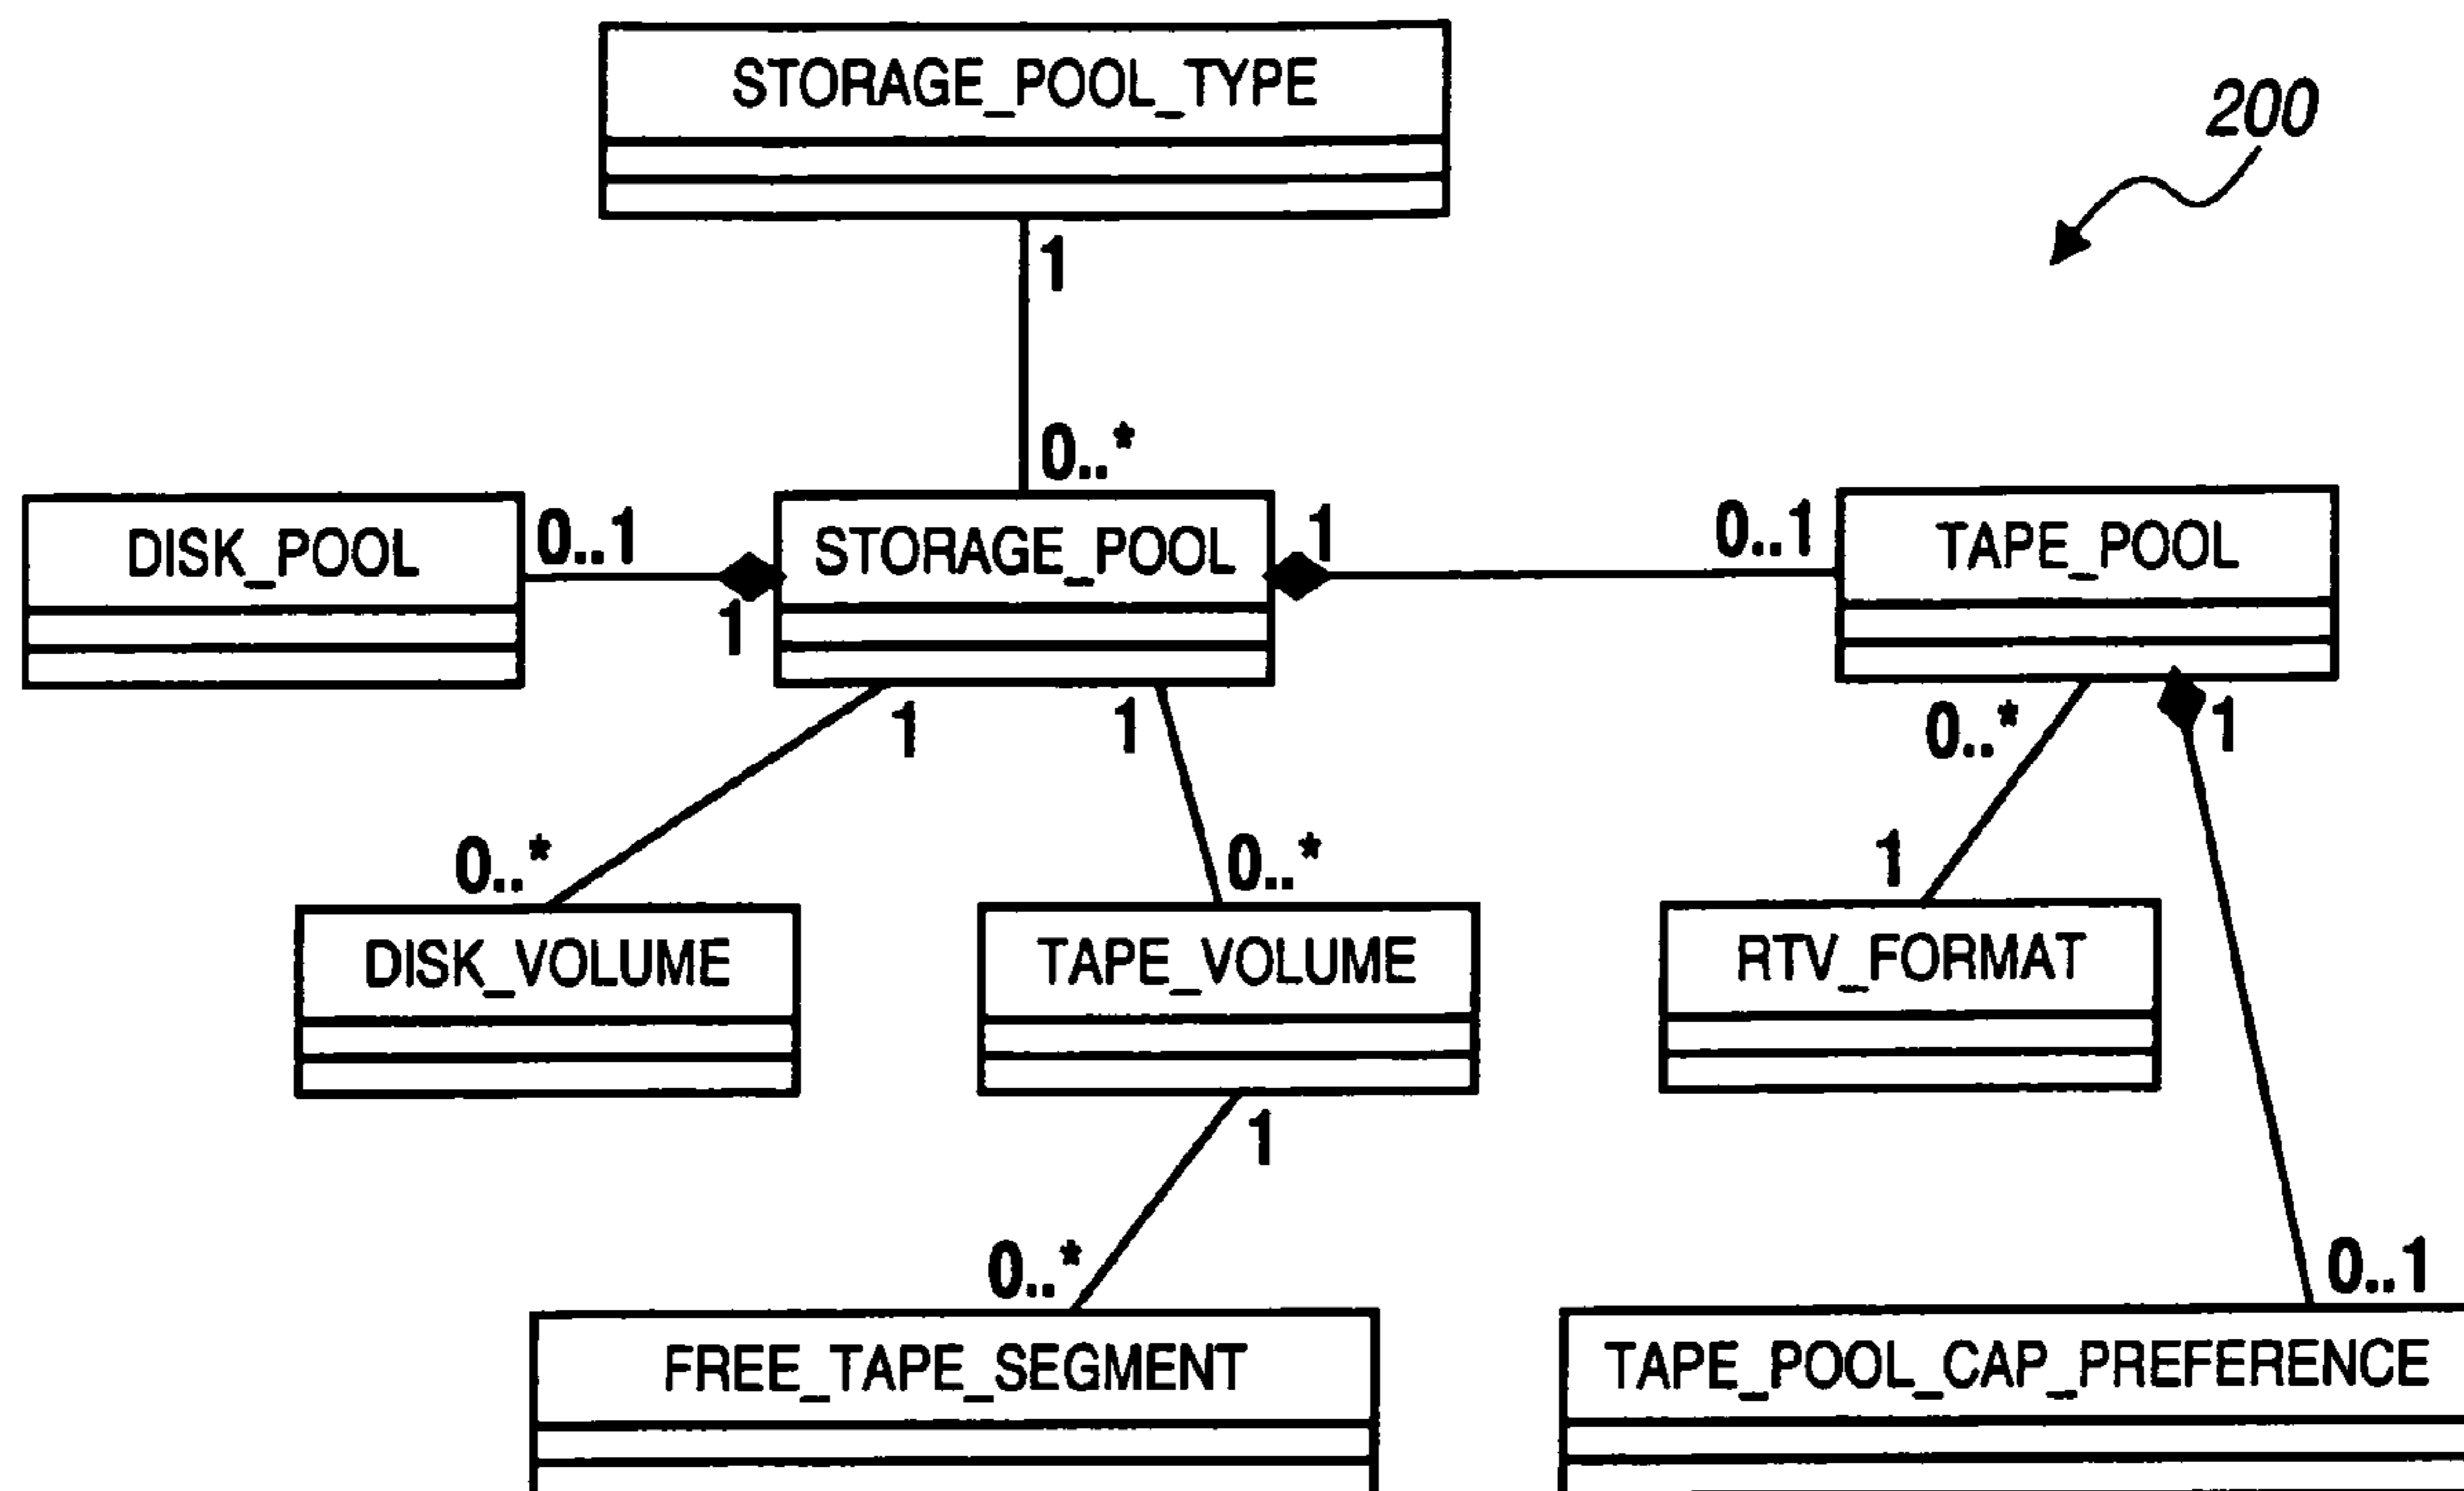 STORAGE_POOL_TYPE
200
1
0..*
DISK_POOL
0..1
1
STORAGE_POOL
1
0..1
TAPE_POOL
1
1
0..*
1
0..*
0..*
1
DISK_VOLUME
TAPE_VOLUME
RTV_FORMAT
1
0..*
0..1
FREE_TAPE_SEGMENT
TAPE_POOL_CAP_PREFERENCE